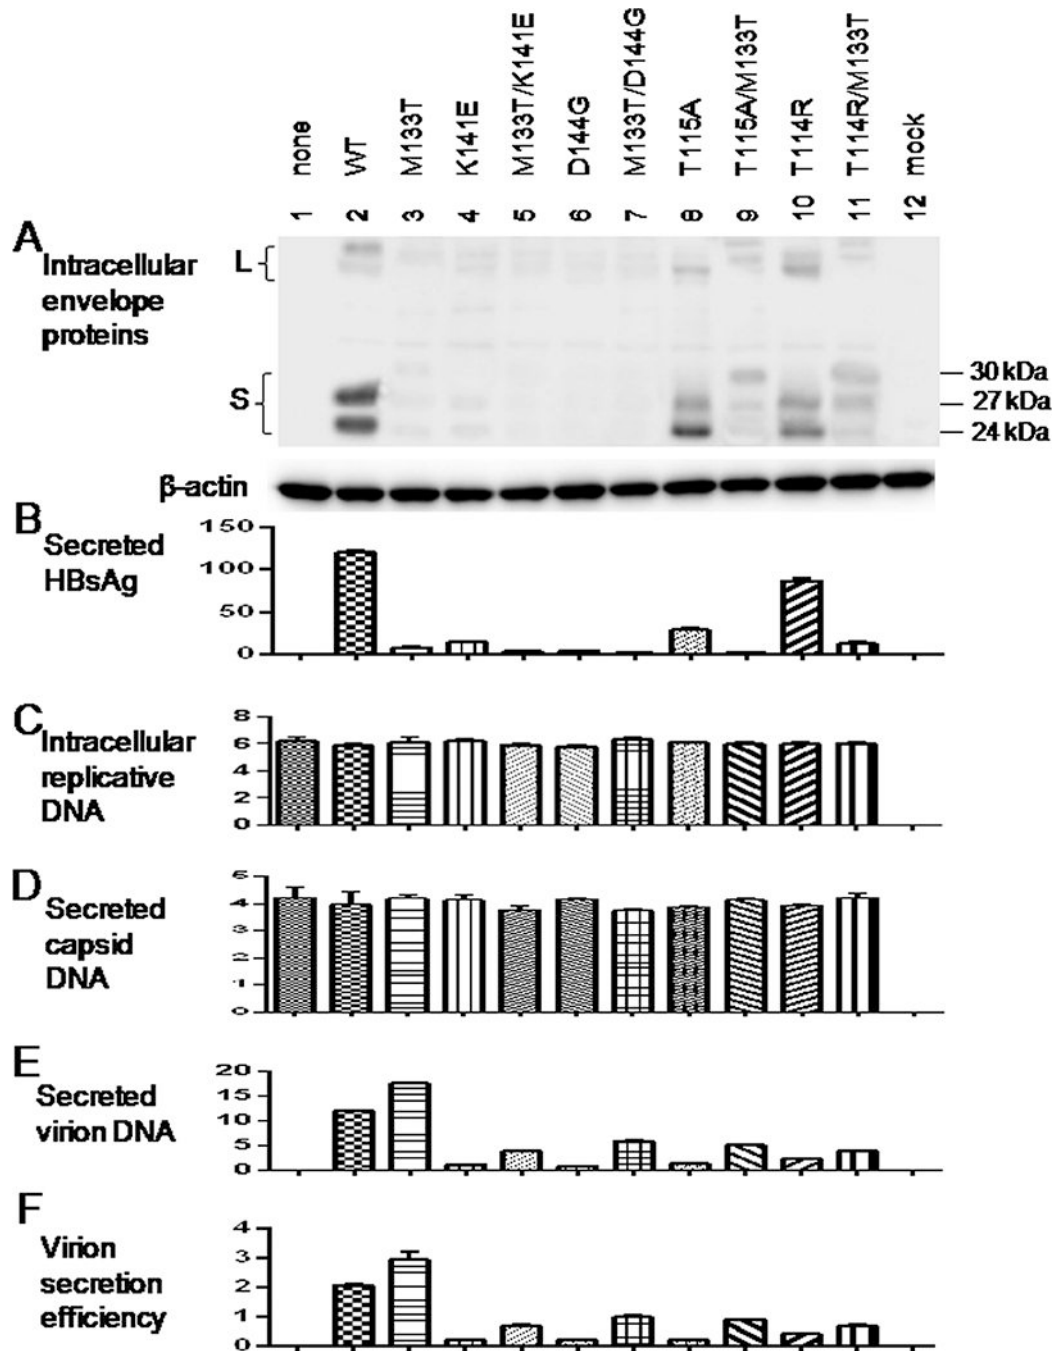 none
WT
M133T
K141E
M133T/K141E
D144G
M133T/D144G
T115A
T115A/M133T
T114R
T114R/M133T
mock
1 2 3 4 5 6 7 8 9 10 11 12
A
Intracellular
envelope
proteins
L
S
30 kDa
27 kDa
24 kDa
β-actin
B
Secreted
HBsAg
150
100
50
0
C
Intracellular
replicative
DNA
8
6
4
2
0
D
Secreted
capsid
DNA
5
4
3
2
1
0
E
Secreted
virion DNA
20
15
10
5
0
F
Virion
secretion
efficiency
4
3
2
1
0